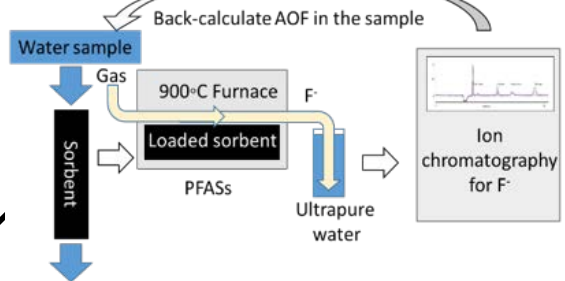 Back-calculate AOF in the sample
Water sample
Gas
900°C Furnace
F-
Loaded sorbent
Sorbent
PFASs
Ultrapure
water
Ion
chromatography
for F-